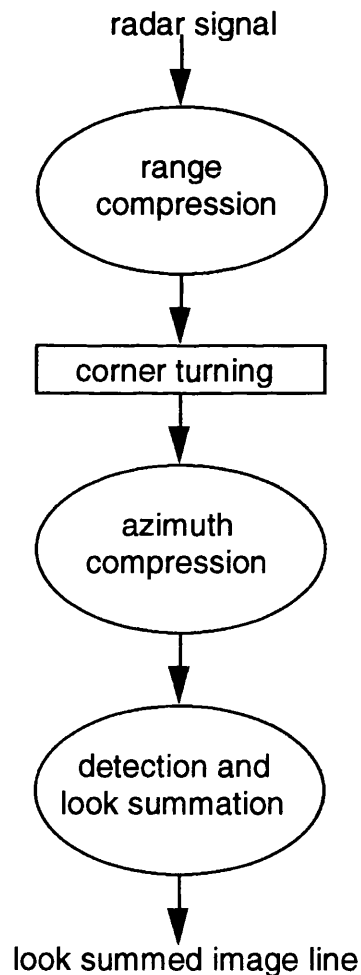 radar signal
range
compression
corner turning
azimuth
compression
detection and
look summation
look summed image line